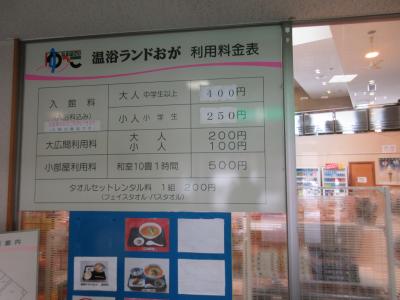 温浴ランドおが 利用料金表
入館料 大人 中学生以上 400円
小人 小学生 250円
大広間利用料 大人 200円
小人 100円
小部屋利用料 和室10畳1時間 500円
タオルセットレンタル料 1組 200円
(フェイスタオル・バスタオル)